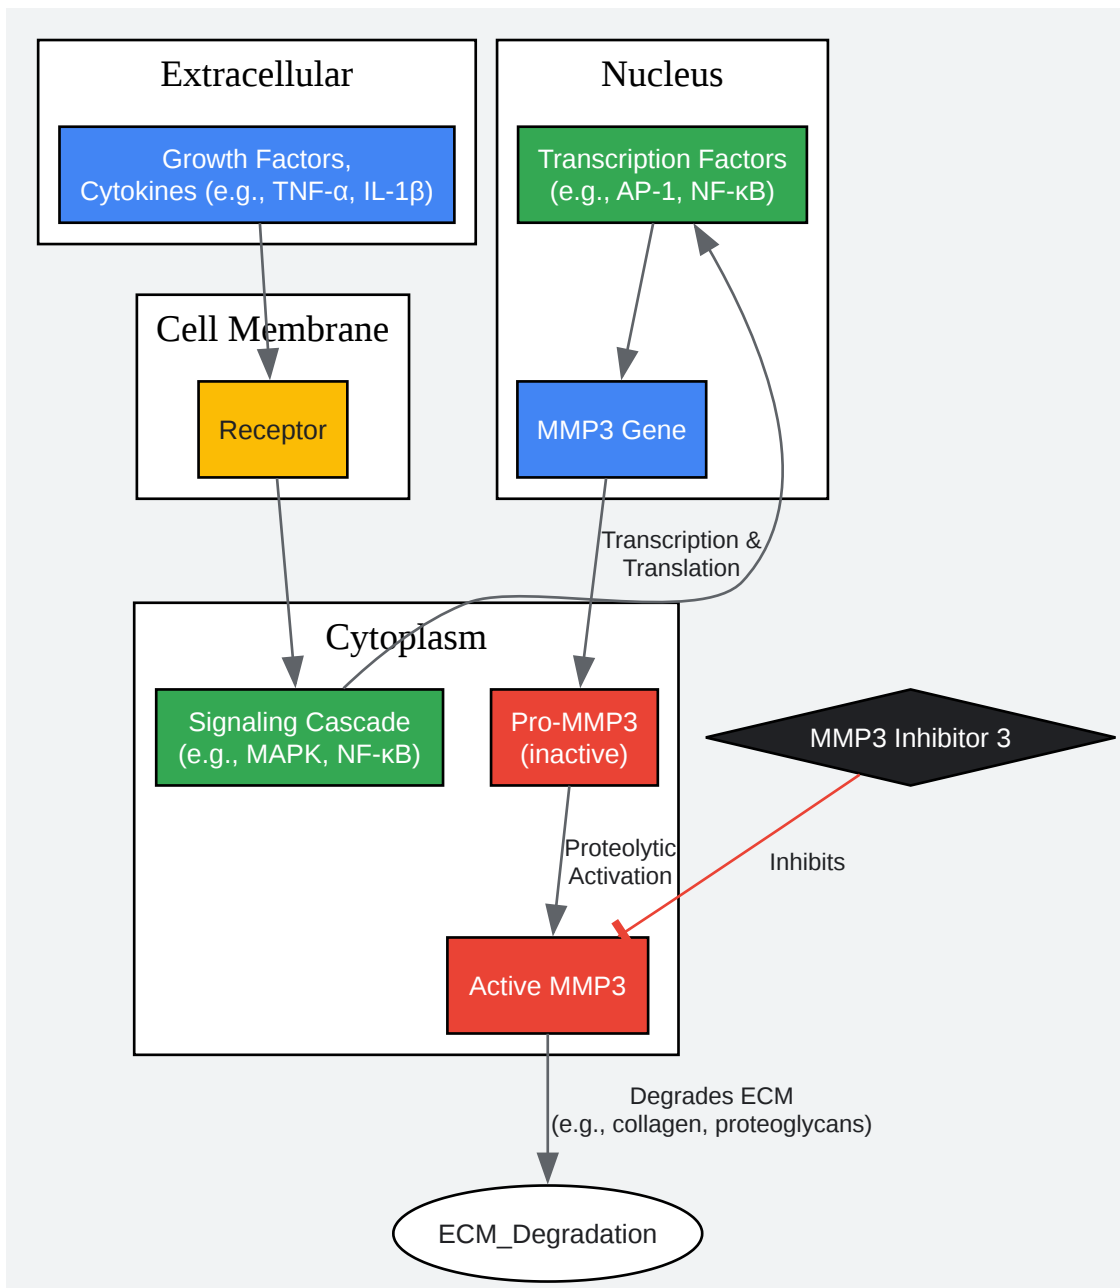 Extracellular
Growth Factors,
Cytokines (e.g., TNF-α, IL-1β)
Nucleus
Transcription Factors
(e.g., AP-1, NF-κB)
Cell Membrane
Receptor
MMP3 Gene
Transcription &
Translation
Cytoplasm
Signaling Cascade
(e.g., MAPK, NF-κB)
Pro-MMP3
(inactive)
MMP3 Inhibitor 3
Proteolytic
Activation
Inhibits
Active MMP3
Degrades ECM
(e.g., collagen, proteoglycans)
ECM_Degradation